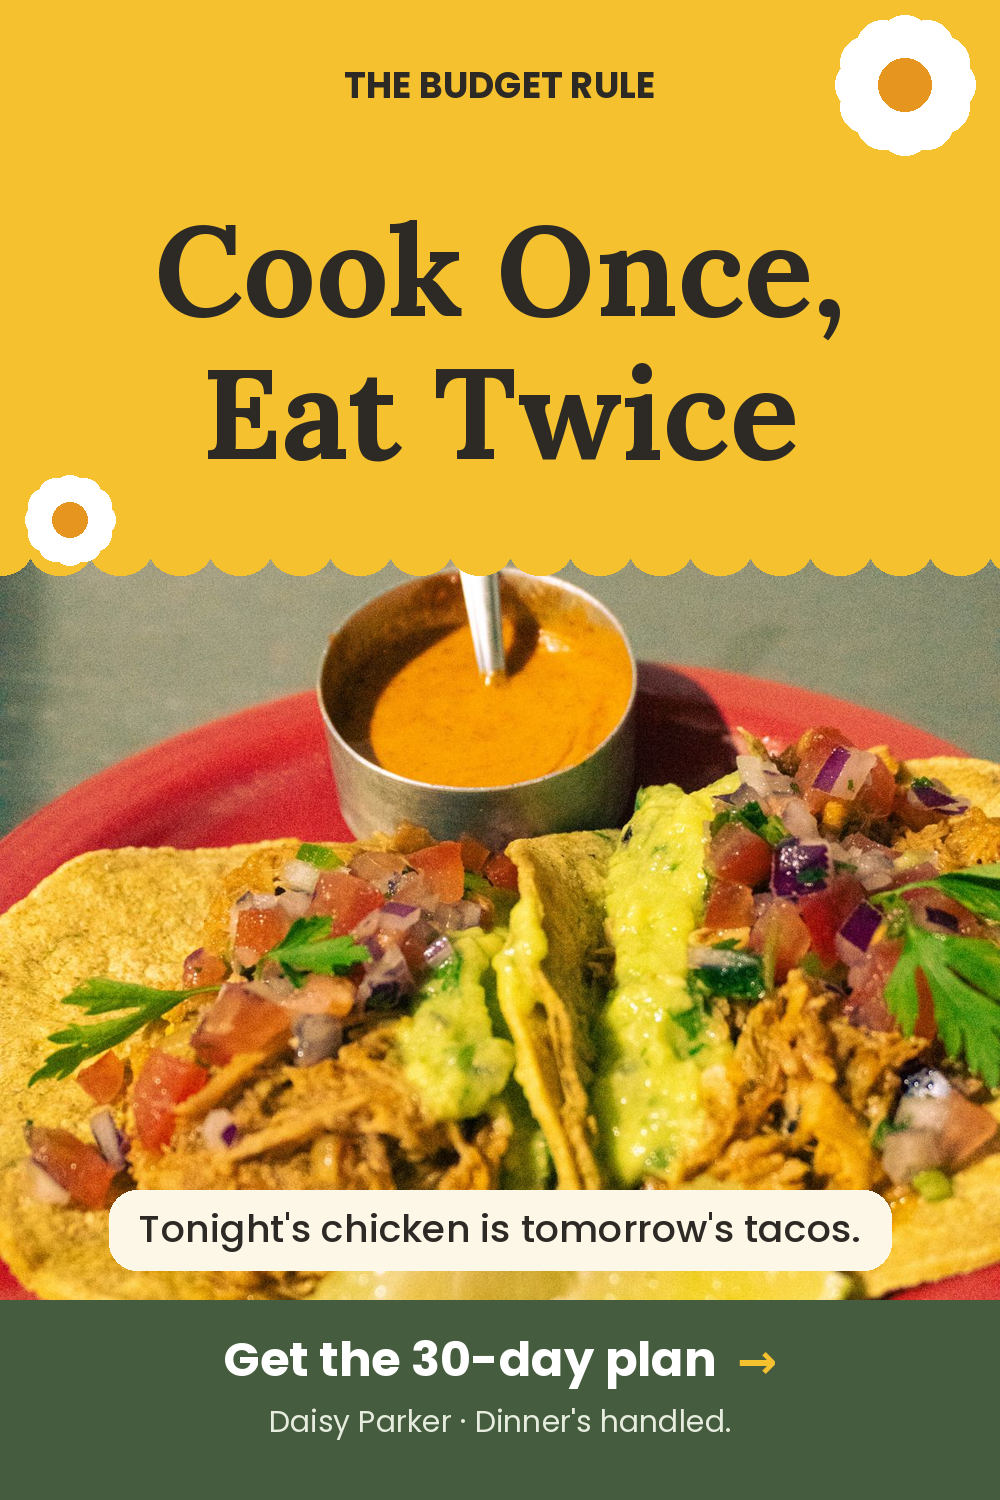 THE BUDGET RULE
Cook Once,
Eat Twice
Tonight's chicken is tomorrow's tacos.
Get the 30-day plan →
Daisy Parker · Dinner's handled.